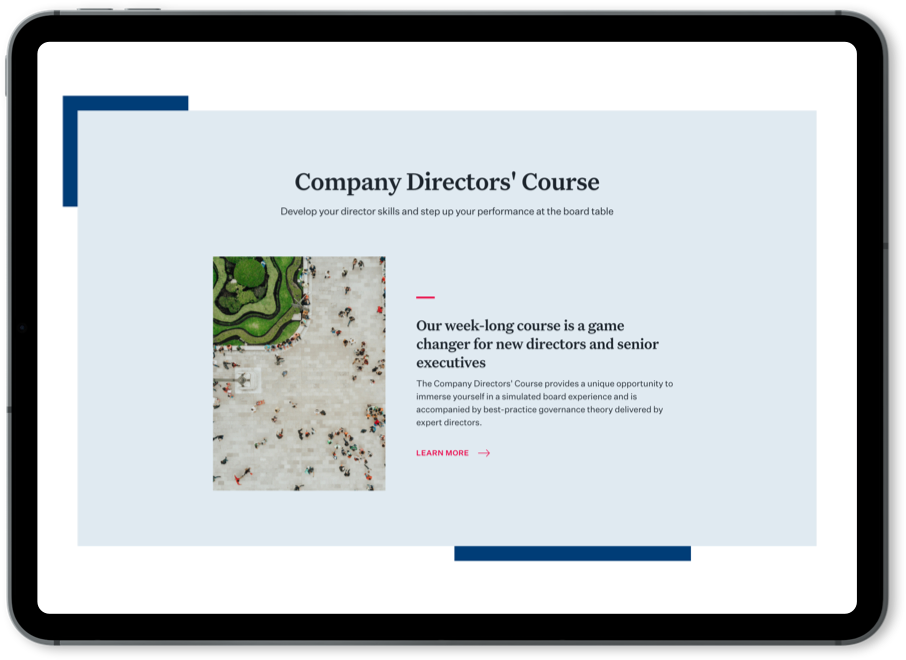 Company Directors' Course
Develop your director skills and step up your performance at the board table
Our week-long course is a game
changer for new directors and senior
executives
The Company Directors' Course provides a unique opportunity to
immerse yourself in a simulated board experience and is
accompanied by best-practice governance theory delivered by
expert directors.
LEARN MORE